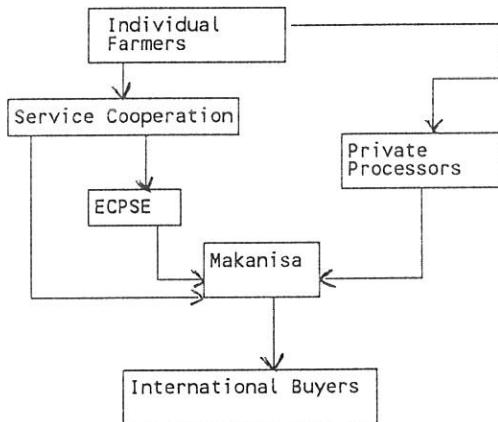 Individual
Farmers
Service Cooperation
Private
Processors
ECPSE
Makanisa
International Buyers